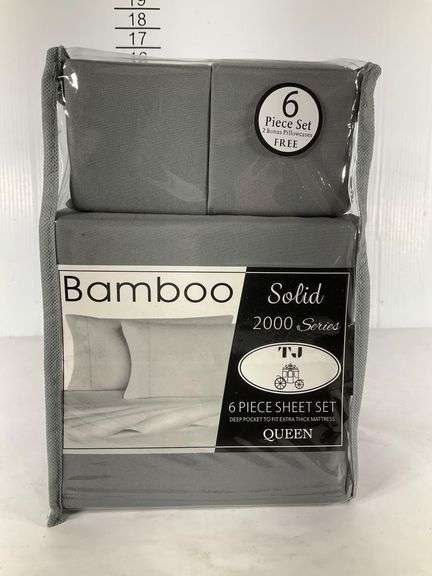 19
18
17
16
6
Piece Set
2 Bonus Pillowcases
FREE
Bamboo
Solid
2000 Series
TJ
6 PIECE SHEET SET
DEEP POCKET TO FIT EXTRA THICK MATTRESS
QUEEN